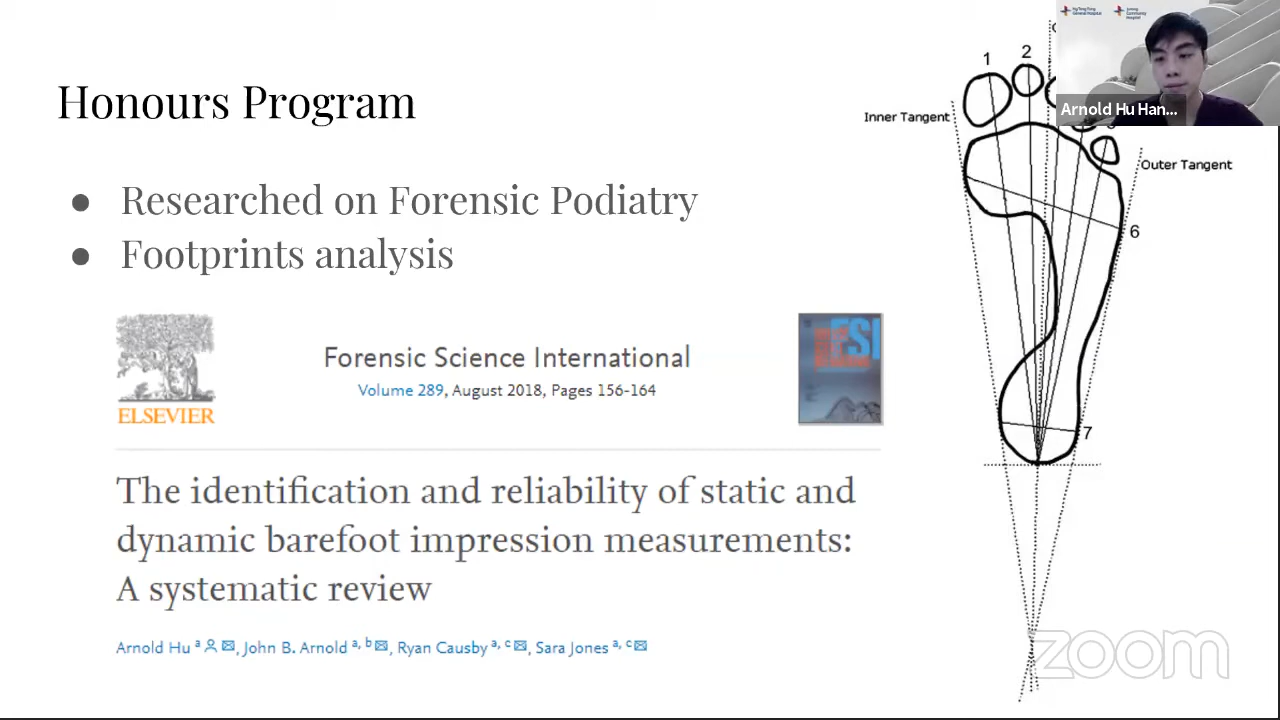 Honours Program
● Researched on Forensic Podiatry
● Footprints analysis
ELSEVIER
Forensic Science International
Volume 289, August 2018, Pages 156-164
FSI
The identification and reliability of static and
dynamic barefoot impression measurements:
A systematic review
Arnold Hu a, John B. Arnold a, b, Ryan Causby a, c, Sara Jones a, c
1
2
Inner Tangent
Outer Tangent
6
7
Arnold Hu Han...
zoom